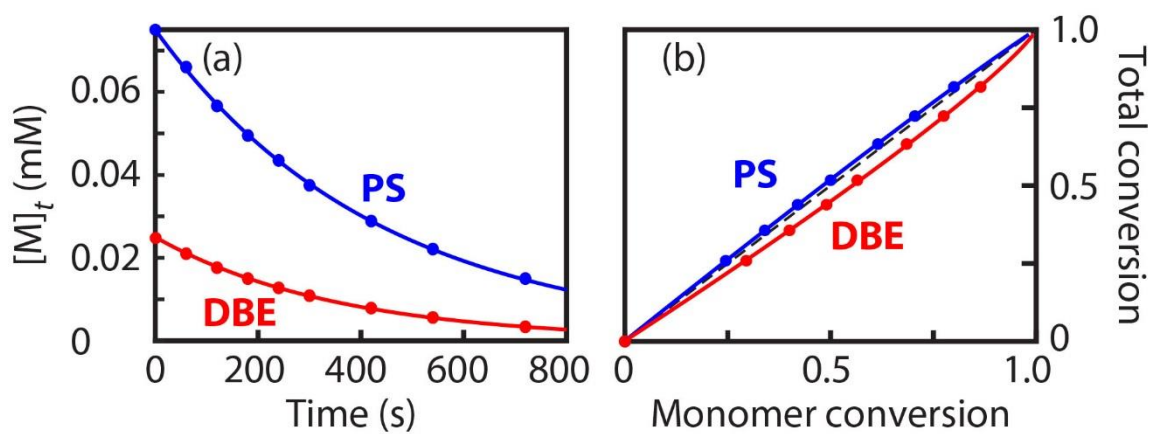 (a)
[M]t (mM)
0.06
0.04
0.02
0
PS
DBE
0 200 400 600 800
Time (s)
(b)
PS
DBE
1.0
0.5
0
Total conversion
0 0.5 1.0
Monomer conversion